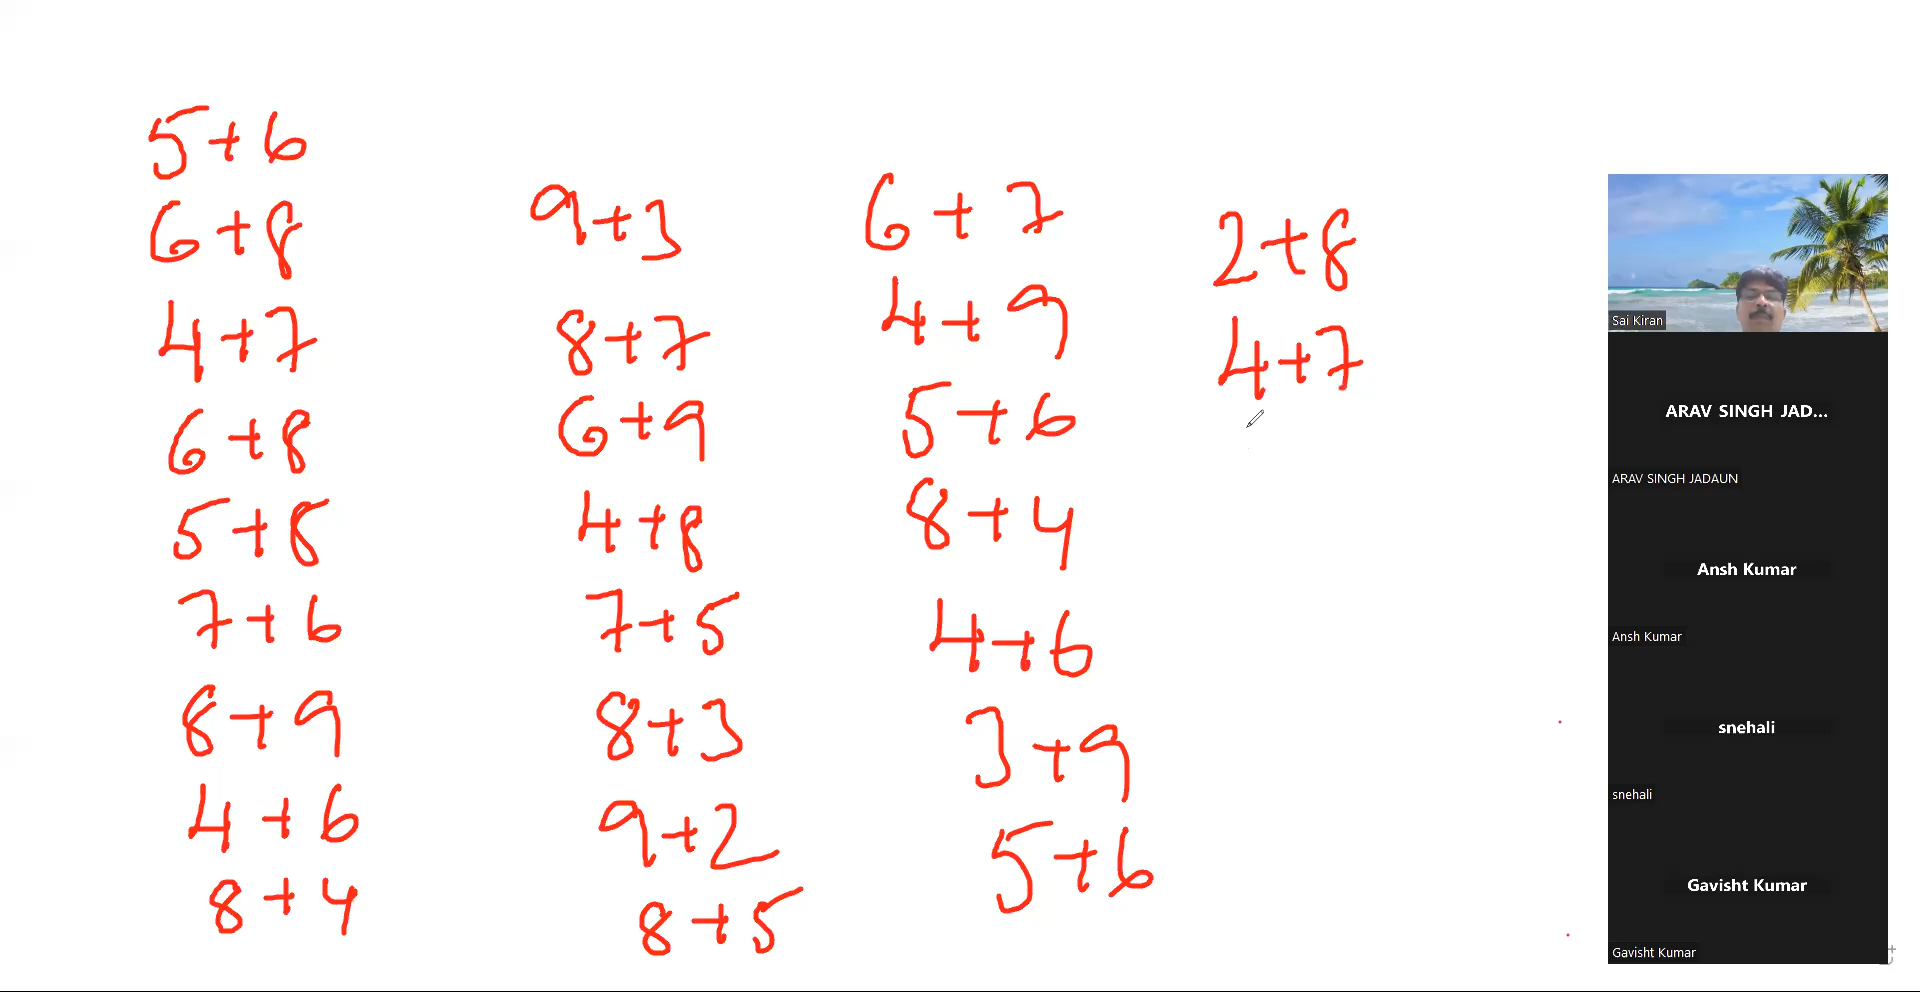 5+6
6+8
4+7
6+8
5+8
7+6
8+9
4+6
8+4
9+3
8+7
6+9
4+8
7+5
8+3
9+2
8+5
6+7
4+9
5+6
8+4
4+6
3+9
5+6
2+8
4+7
Sai Kiran
ARAV SINGH JAD...
ARAV SINGH JADAUN
Ansh Kumar
Ansh Kumar
snehali
snehali
Gavisht Kumar
Gavisht Kumar